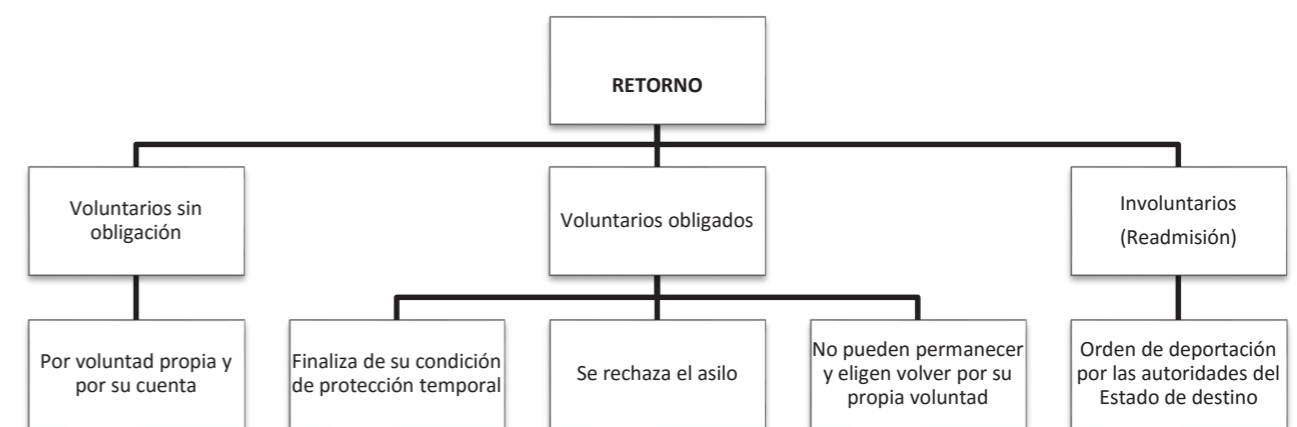 RETORNO
Voluntarios sin
obligación
Voluntarios obligados
Involuntarios
(Readmisión)
Por voluntad propia y
por su cuenta
Finaliza de su condición
de protección temporal
Se rechaza el asilo
No pueden permanecer
y eligen volver por su
propia voluntad
Orden de deportación
por las autoridades del
Estado de destino